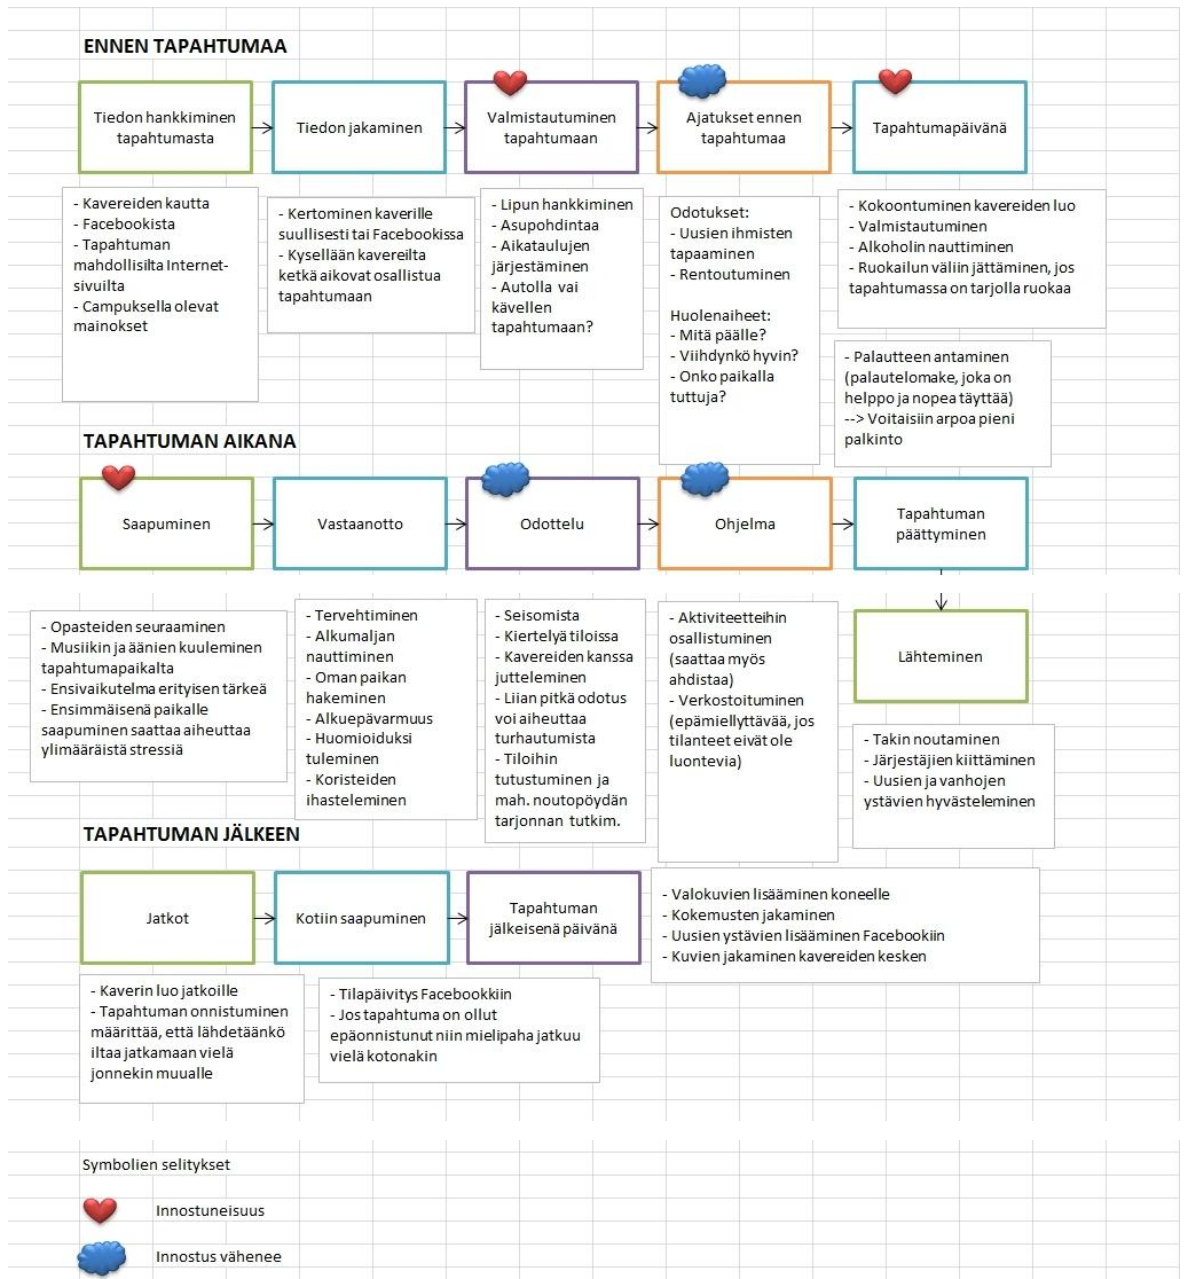 ENNEN TAPAHTUMAA
Tiedon hankkiminen
tapahtumasta
Tiedon jakaminen
Valmistautuminen
tapahtumaan
Ajatukset ennen
tapahtumaa
Tapahtumapäivänä
- Kavereiden kautta
- Facebookista
- Tapahtuman
mahdollisilta Internet-
sivuilta
- Campuksella olevat
mainokset
- Kertominen kaverille
suullisesti tai Facebookissa
- Kysellään kavereilta
ketkä aikovat osallistua
tapahtumaan
- Lipun hankkiminen
- Asupohdintaa
- Aikataulujen
järjestäminen
- Autolla vai
kävellen
tapahtumaan?
Odotukset:
- Uusien ihmisten
tapaaminen
- Rentoutuminen
Huolenaiheet:
- Mitä päälle?
- Viihdynkö hyvin?
- Onko paikalla
tuttuja?
- Kokoontuminen kavereiden luo
- Valmistautuminen
- Alkoholin nauttiminen
- Ruokailun väliin jättäminen, jos
tapahtumassa on tarjolla ruokaa
- Palautteen antaminen
(palautelomake, joka on
helppo ja nopea täyttää)
--> Voitaisiin arpoa pieni
palkinto
TAPAHTUMAN AIKANA
Saapuminen
Vastaanotto
Odottelu
Ohjelma
Tapahtuman
päättyminen
Lähteminen
- Opasteiden seuraaminen
- Musiikin ja äänien kuuleminen
tapahtumapaikalta
- Ensivaikutelma erityisen tärkeä
- Ensimmäisenä paikalle
saapuminen saattaa aiheuttaa
ylimääräistä stressiä
- Tervehtiminen
- Alkumaljan
nauttiminen
- Oman paikan
hakeminen
- Alkuepävarmuus
- Huomioiduksi
tuleminen
- Koristeiden
ihasteleminen
- Seisomista
- Kiertelyä tiloissa
- Kavereiden kanssa
jutteleminen
- Liian pitkä odotus
voi aiheuttaa
turhautumista
- Tiloihin
tutustuminen ja
mah. noutopöydän
tarjonnan tutkim.
- Aktiviteetteihin
osallistuminen
(saattaa myös
ahdistaa)
- Verkostoituminen
(epämiellyttävää, jos
tilanteet eivät ole
luontevia)
- Takin noutaminen
- Järjestäjien kiittäminen
- Uusien ja vanhojen
ystävien hyvästeleminen
TAPAHTUMAN JÄLKEEN
Jatkot
Kotiin saapuminen
Tapahtuman
jälkeisenä päivänä
- Valokuvien lisääminen koneelle
- Kokemusten jakaminen
- Uusien ystävien lisääminen Facebookiin
- Kuvien jakaminen kavereiden kesken
- Kaverin luo jatkoille
- Tapahtuman onnistuminen
määrittää, että lähdetäänkö
iltaa jatkamaan vielä
jonnekin muualle
- Tilapäivitys Facebookkiin
- Jos tapahtuma on ollut
epäonnistunut niin mielipaha jatkuu
vielä kotonakin
Symbolien selitykset
Innostuneisuus
Innostus vähenee